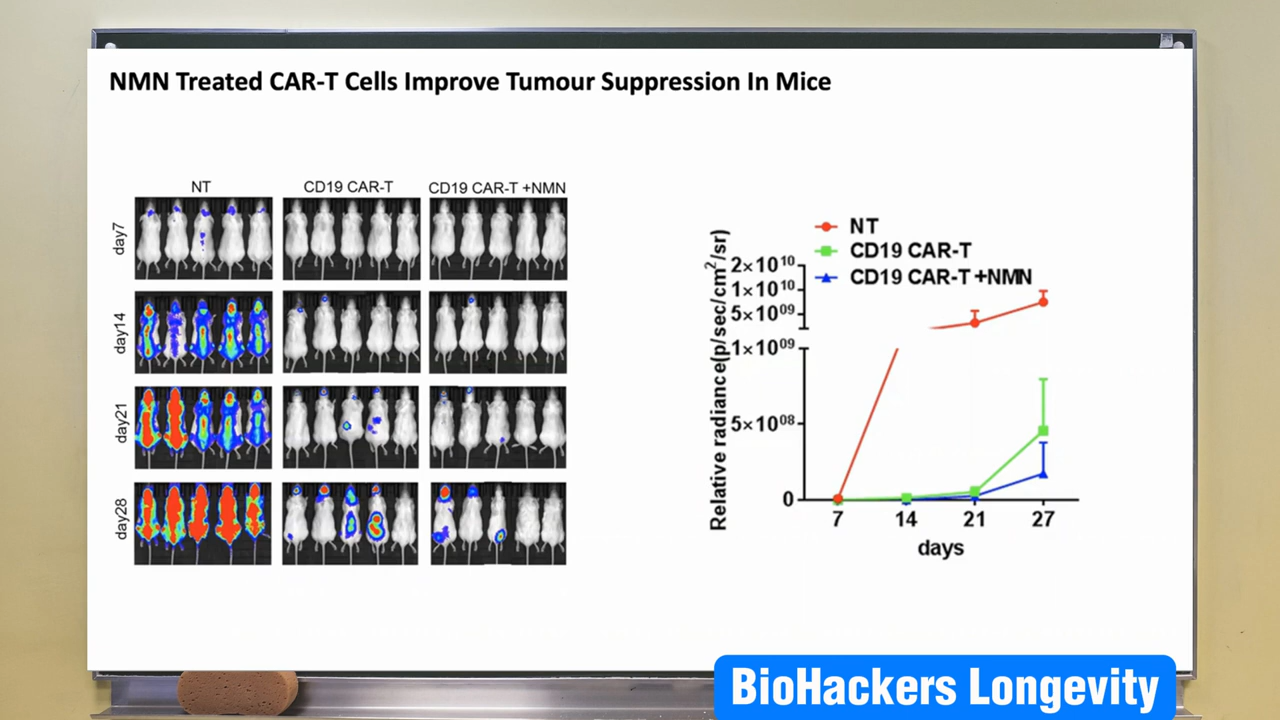 NMN Treated CAR-T Cells Improve Tumour Suppression In Mice
NT
CD19 CAR-T
CD19 CAR-T +NMN
day7
day14
day21
day28
NT
CD19 CAR-T
CD19 CAR-T +NMN
Relative radiance(p/sec/cm²/sr)
2×10¹⁰
1×10¹⁰
5×10⁰⁹
1×10⁰⁹
5×10⁰⁸
0
7
14
21
27
days
BioHackers Longevity